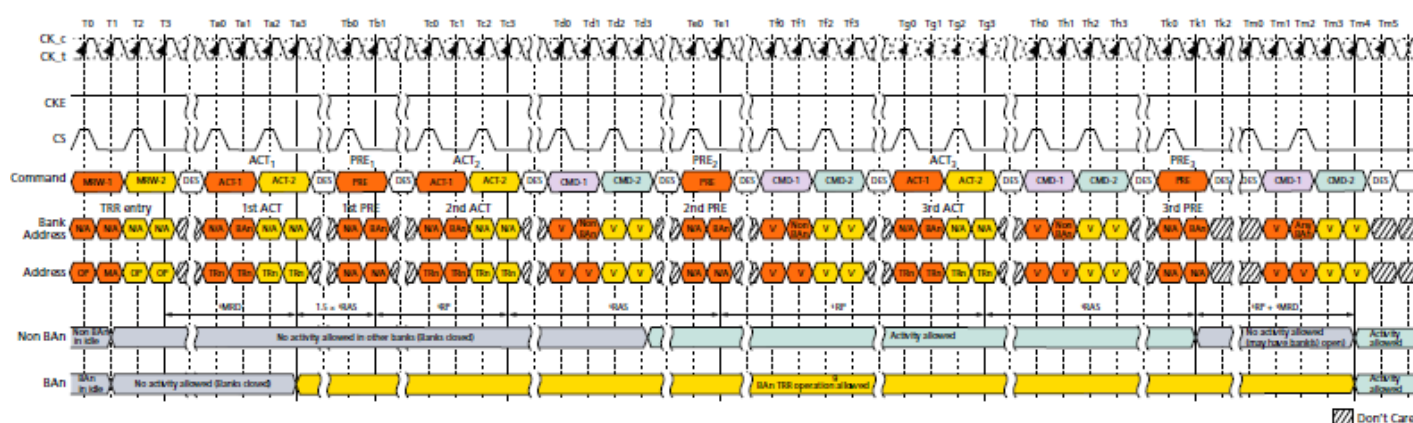 T0 T1 T2 T3 Ta0 Ta1 Ta2 Ta3 Tb0 Tb1 Tc0 Tc1 Tc2 Tc3 Td0 Td1 Td2 Td3 Te0 Te1 Tf0 Tf1 Tf2 Tf3 Tg0 Tg1 Tg2 Tg3 Th0 Th1 Th2 Th3 Tk0 Tk1 Tk2 Tm0 Tm1 Tm2 Tm3 Tm4 Tm5
CK_c
CK_t
CKE
CS
ACT1 PRE1 ACT2 PRE2 ACT3 PRE3
Command MRW-1 MRW-2 DES ACT-1 ACT-2 DES PRE DES ACT-1 ACT-2 DES CMD-1 CMD-2 DES PRE DES CMD-1 CMD-2 DES ACT-1 ACT-2 DES CMD-1 CMD-2 DES PRE DES DES CMD-1 CMD-2 DES
TRR entry 1st ACT 1st PRE 2nd ACT 2nd PRE 3rd ACT 3rd PRE
Bank Address N/A N/A N/A N/A N/A BAn N/A N/A N/A BAn N/A BAn N/A N/A V Non BAn V V N/A BAn V Non BAn V V N/A BAn N/A N/A V Non BAn V V N/A BAn V Any BAn V V
Address OP MA OP OP TRn TRn TRn TRn N/A N/A TRn TRn TRn TRn V V V V N/A N/A V V V V TRn TRn TRn TRn V V V V N/A N/A V V V V
tMRD 1.5 × tRAS tRP tRAS tRP tRAS tRP + tMRD
Non BAn Non BAn in idle No activity allowed in other banks (Banks closed) Activity allowed No activity allowed (may have bank(s) open) Activity allowed
BAn BAn in idle No activity allowed (Banks closed) BAn TRR operation allowed Activity allowed
Don't Care